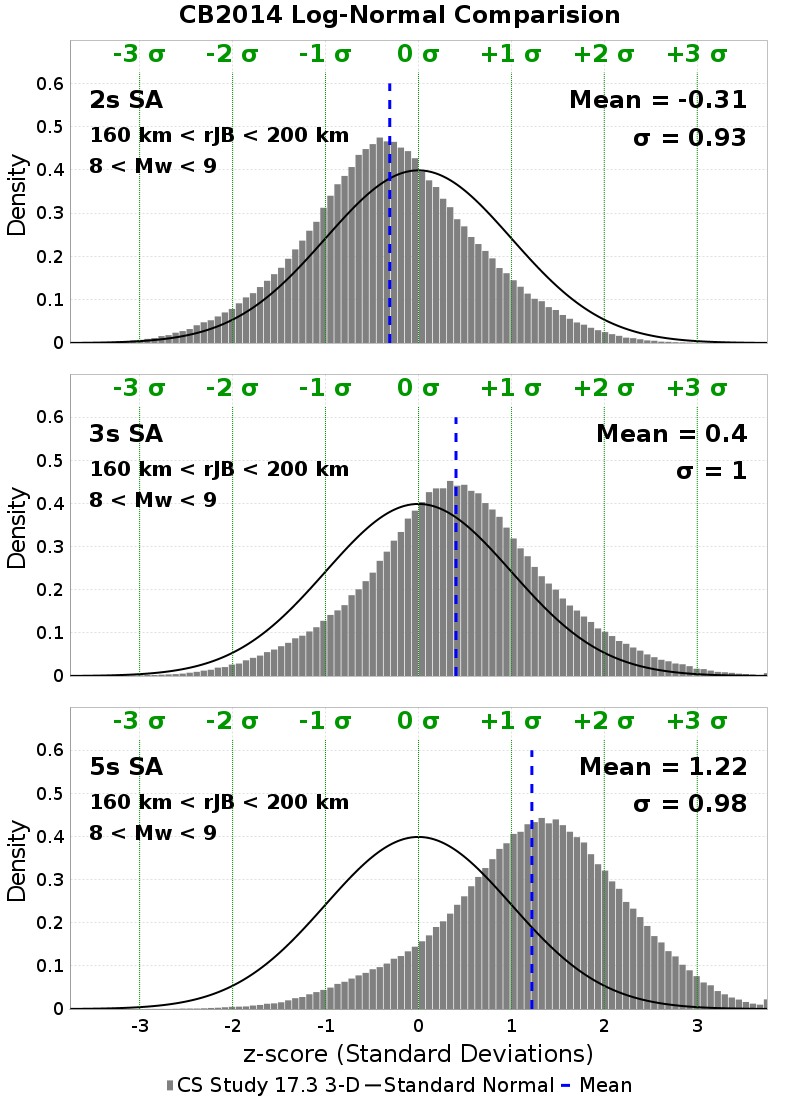 CB2014 Log-Normal Comparision
-3 σ -2 σ -1 σ 0 σ +1 σ +2 σ +3 σ
0.6
2s SA Mean = -0.31
0.5
160 km < rJB < 200 km σ = 0.93
8 < Mw < 9
0.4
0.3
0.2
0.1
0
Density
-3 σ -2 σ -1 σ 0 σ +1 σ +2 σ +3 σ
0.6
3s SA Mean = 0.4
0.5
160 km < rJB < 200 km σ = 1
8 < Mw < 9
0.4
0.3
0.2
0.1
0
Density
-3 σ -2 σ -1 σ 0 σ +1 σ +2 σ +3 σ
0.6
5s SA Mean = 1.22
0.5
160 km < rJB < 200 km σ = 0.98
8 < Mw < 9
0.4
0.3
0.2
0.1
0
Density
-3 -2 -1 0 1 2 3
z-score (Standard Deviations)
CS Study 17.3 3-D Standard Normal Mean